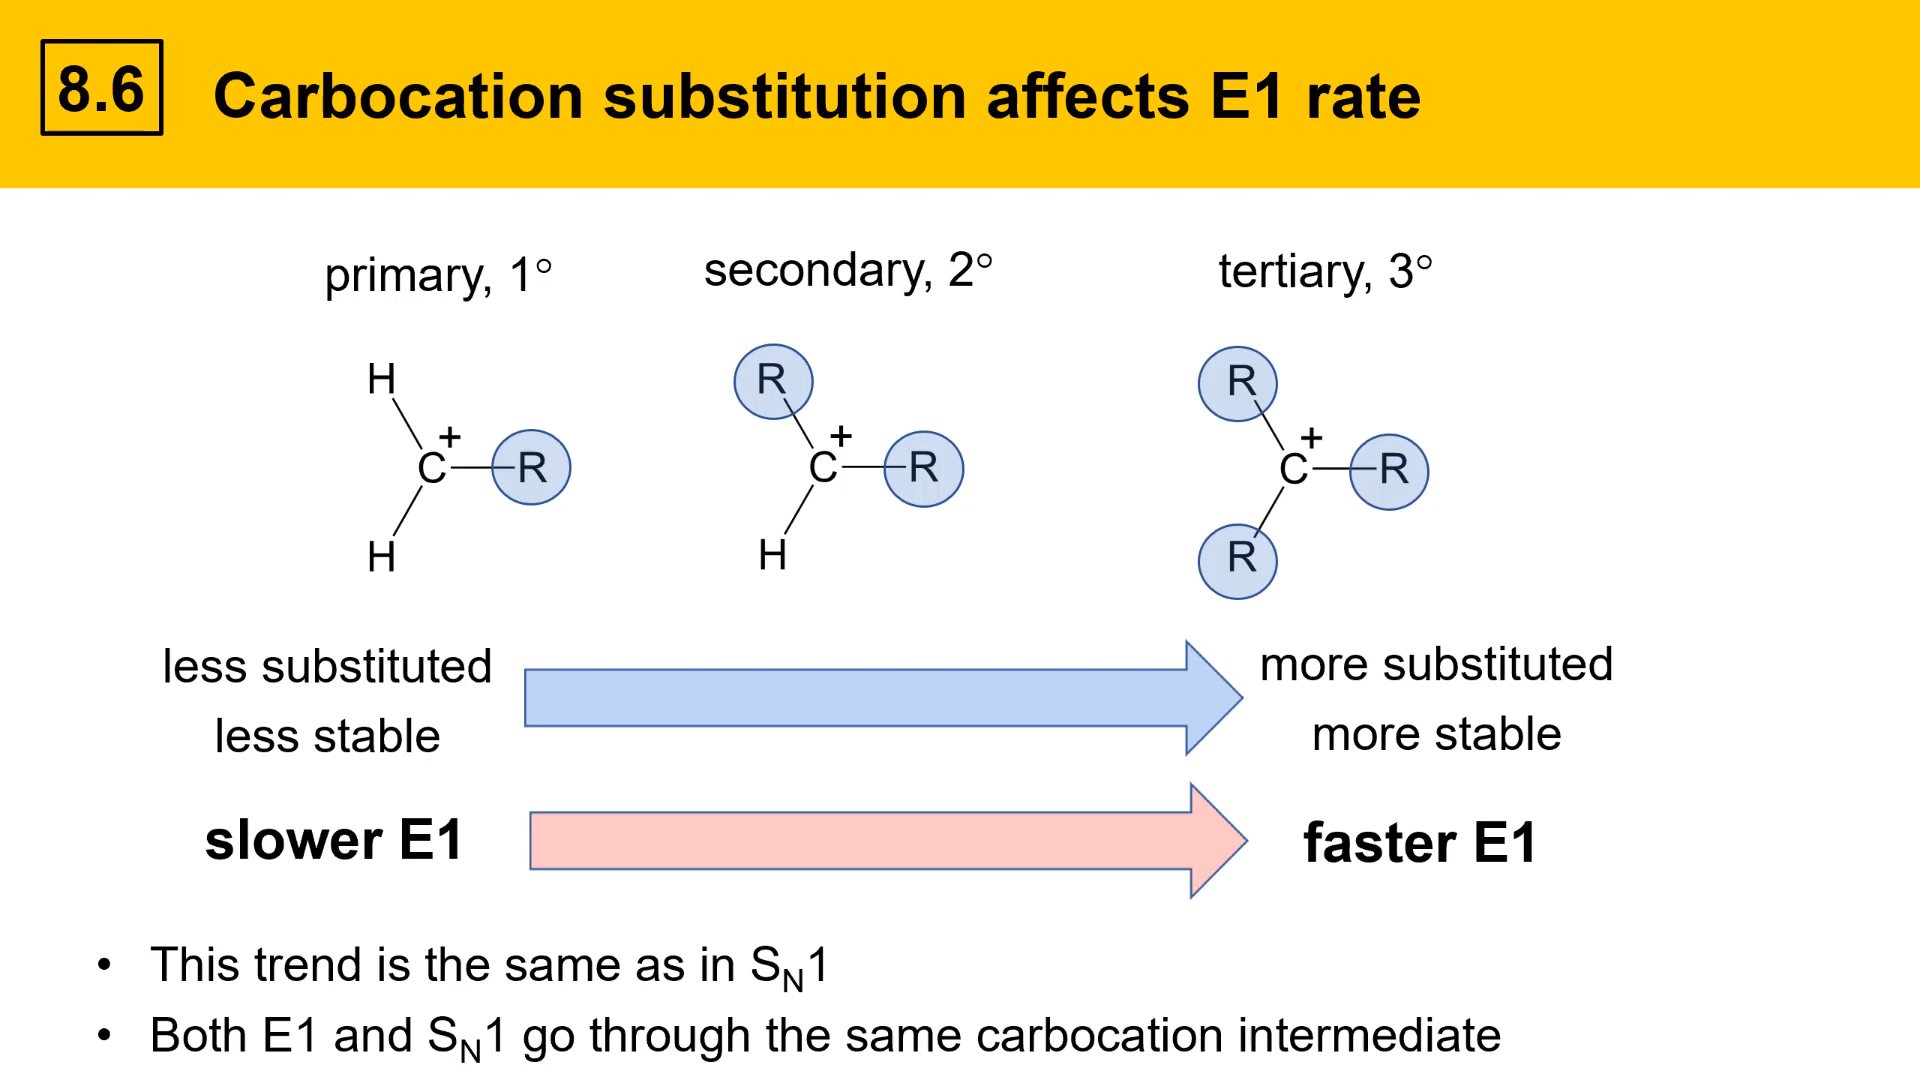 8.6
Carbocation substitution affects E1 rate
primary, 1°
secondary, 2°
tertiary, 3°
H
R
R
+
+
+
C
R
C
R
C
R
H
H
R
less substituted
more substituted
less stable
more stable
slower E1
faster E1
• This trend is the same as in SN1
• Both E1 and SN1 go through the same carbocation intermediate